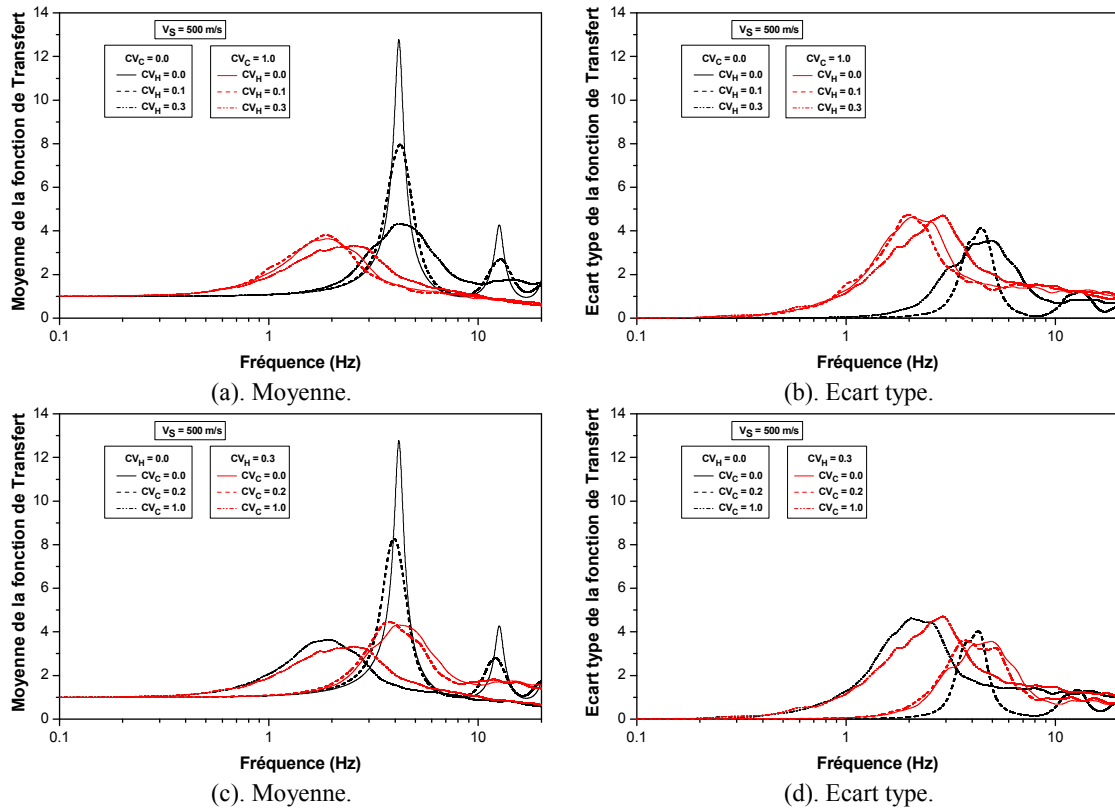 Moyenne de la fonction de Transfert
14
12
10
8
6
4
2
0
V_S = 500 m/s
CV_C = 0.0
CV_H = 0.0
CV_H = 0.1
CV_H = 0.3
CV_C = 1.0
CV_H = 0.0
CV_H = 0.1
CV_H = 0.3
0.1
1
10
Fréquence (Hz)
(a). Moyenne.
Ecart type de la fonction de Transfert
14
12
10
8
6
4
2
0
V_S = 500 m/s
CV_C = 0.0
CV_H = 0.0
CV_H = 0.1
CV_H = 0.3
CV_C = 1.0
CV_H = 0.0
CV_H = 0.1
CV_H = 0.3
0.1
1
10
Fréquence (Hz)
(b). Ecart type.
Moyenne de la fonction de Transfert
14
12
10
8
6
4
2
0
V_S = 500 m/s
CV_H = 0.0
CV_C = 0.0
CV_C = 0.2
CV_C = 1.0
CV_H = 0.3
CV_C = 0.0
CV_C = 0.2
CV_C = 1.0
0.1
1
10
Fréquence (Hz)
(c). Moyenne.
Ecart type de la fonction de Transfert
14
12
10
8
6
4
2
0
V_S = 500 m/s
CV_H = 0.0
CV_C = 0.0
CV_C = 0.2
CV_C = 1.0
CV_H = 0.3
CV_C = 0.0
CV_C = 0.2
CV_C = 1.0
0.1
1
10
Fréquence (Hz)
(d). Ecart type.